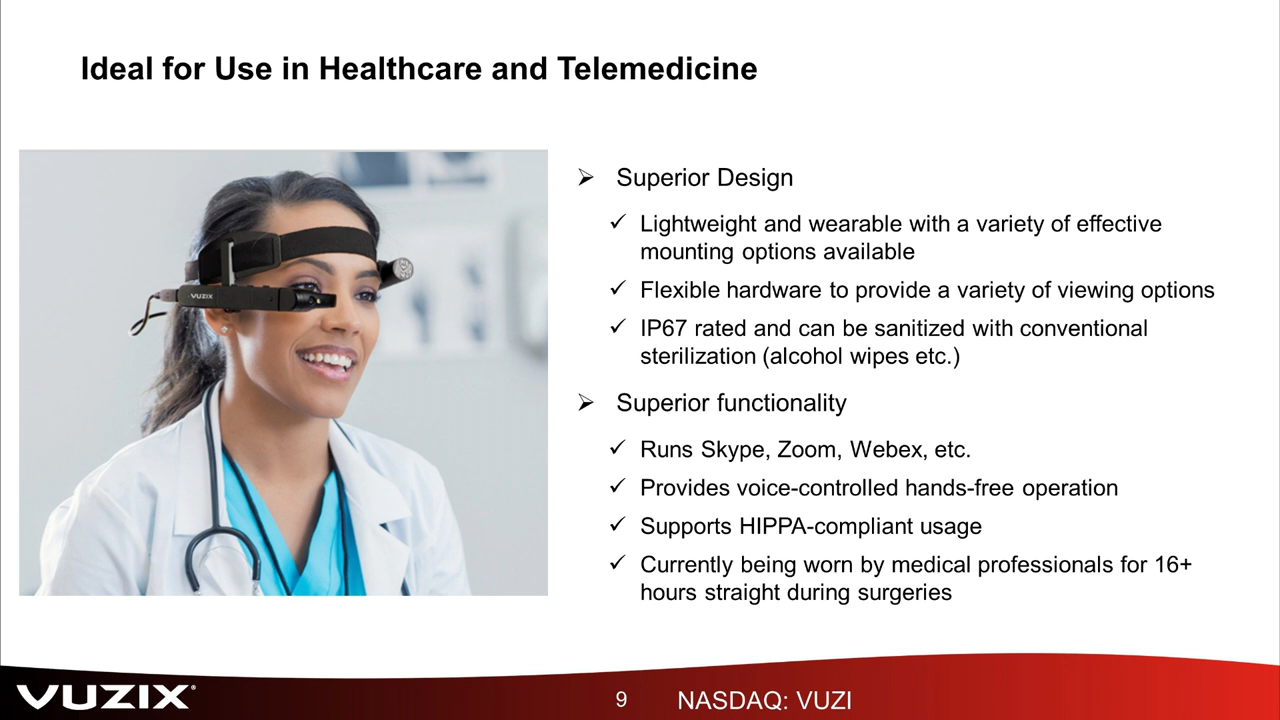 Ideal for Use in Healthcare and Telemedicine
VUZIX
➢ Superior Design
✓ Lightweight and wearable with a variety of effective
mounting options available
✓ Flexible hardware to provide a variety of viewing options
✓ IP67 rated and can be sanitized with conventional
sterilization (alcohol wipes etc.)
➢ Superior functionality
✓ Runs Skype, Zoom, Webex, etc.
✓ Provides voice-controlled hands-free operation
✓ Supports HIPPA-compliant usage
✓ Currently being worn by medical professionals for 16+
hours straight during surgeries
VUZIX®
9
NASDAQ: VUZI